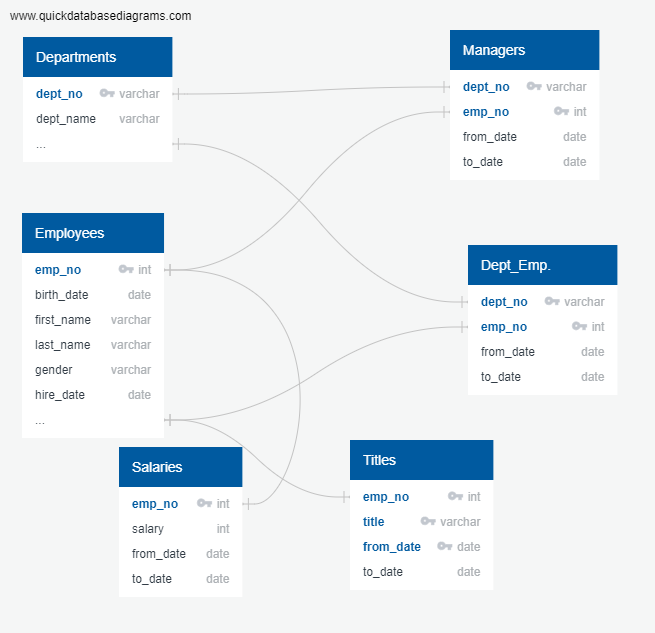 www.quickdatabasediagrams.com
Departments
dept_no varchar
dept_name varchar
...
Managers
dept_no varchar
emp_no int
from_date date
to_date date
Employees
emp_no int
birth_date date
first_name varchar
last_name varchar
gender varchar
hire_date date
...
Dept_Emp.
dept_no varchar
emp_no int
from_date date
to_date date
Salaries
emp_no int
salary int
from_date date
to_date date
Titles
emp_no int
title varchar
from_date date
to_date date